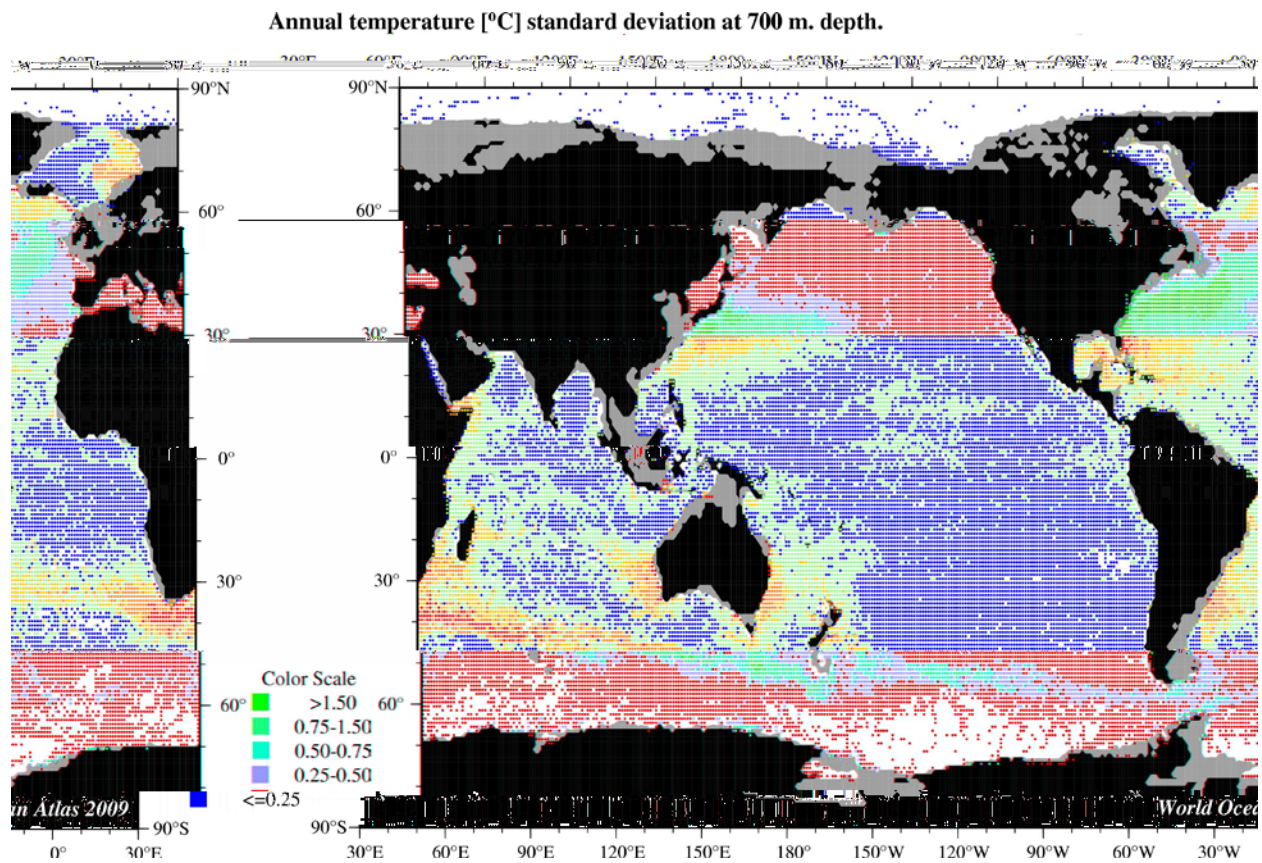 Annual temperature [°C] standard deviation at 700 m. depth.
90°N
90°N
60°
60°
30°
30°
0°
0°
30°
30°
60°
60°
Color Scale
>1.50
0.75-1.50
0.50-0.75
0.25-0.50
<=0.25
an Atlas 2009
World Ocea
90°S
90°S
0° 30°E 30°E 60°E 90°E 120°E 150°E 180° 150°W 120°W 90°W 60°W 30°W